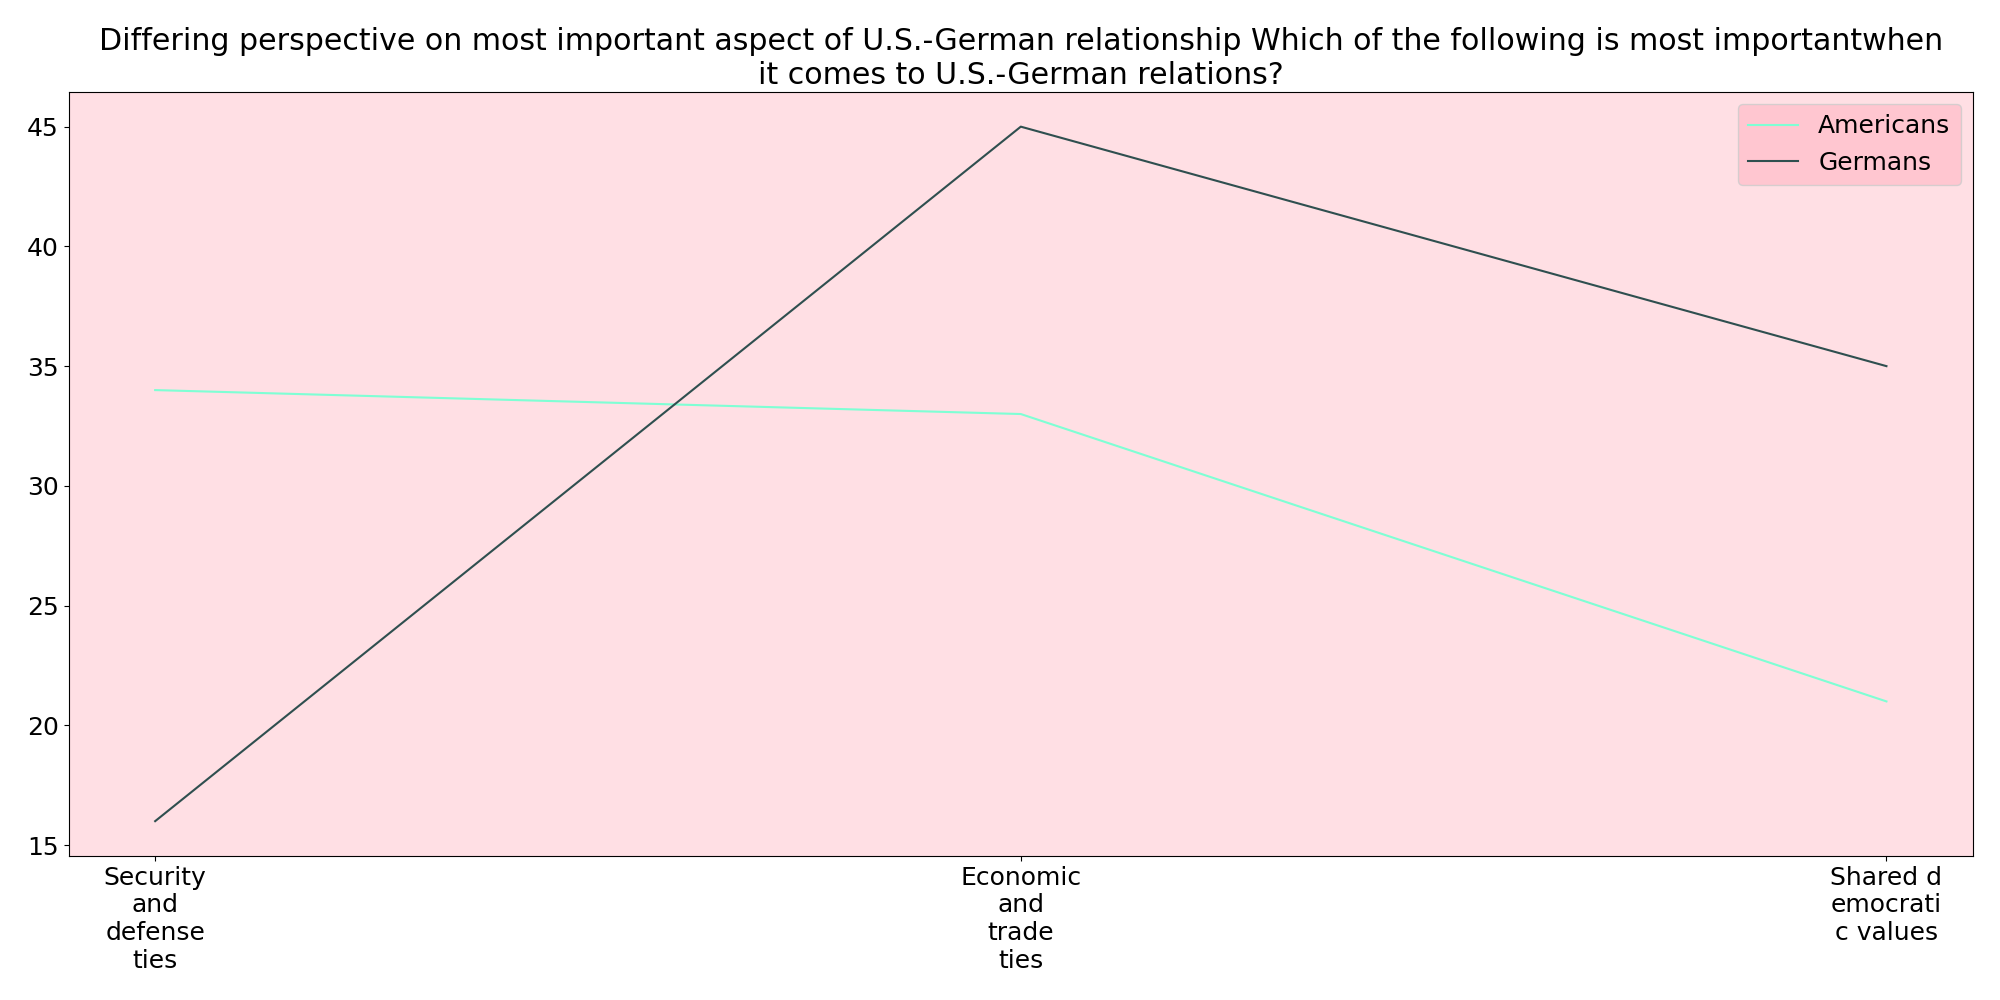 Differing perspective on most important aspect of U.S.-German relationship Which of the following is most importantwhen
it comes to U.S.-German relations?
45
40
35
30
25
20
15
Americans
Germans
Security
and
defense
ties
Economic
and
trade
ties
Shared d
emocrati
c values